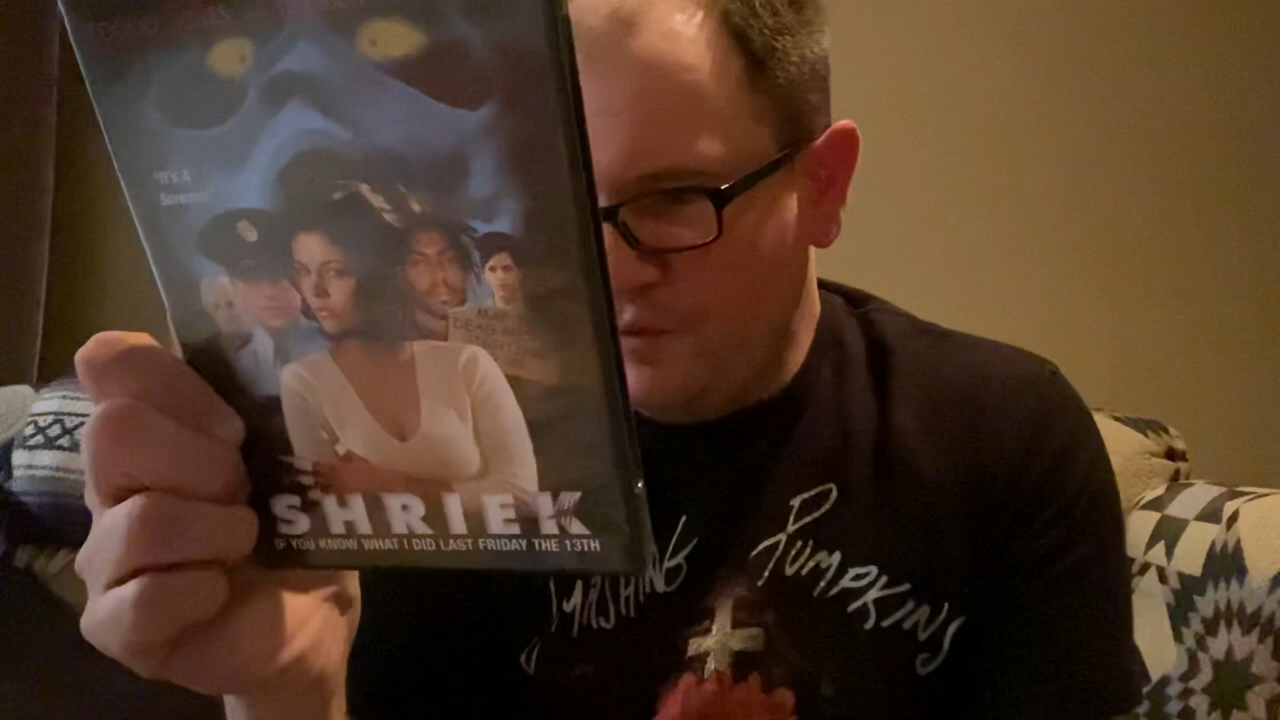 "It's A
Scream"
SHRIEK
IF YOU KNOW WHAT I DID LAST FRIDAY THE 13TH
SMASHING
PUMPKINS